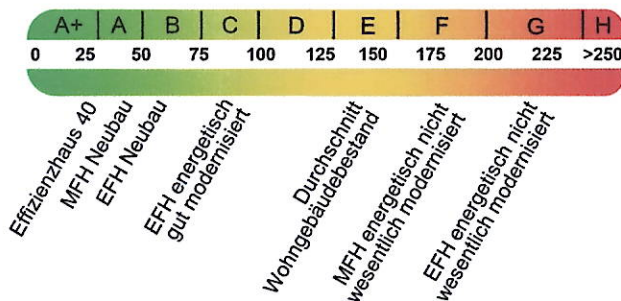 A+ A B C D E F G H
0 25 50 75 100 125 150 175 200 225 >250
Effizienzhaus 40
MFH Neubau
EFH Neubau
EFH energetisch
gut modernisiert
Durchschnitt
Wohngebäudebestand
MFH energetisch nicht
wesentlich modernisiert
EFH energetisch nicht
wesentlich modernisiert